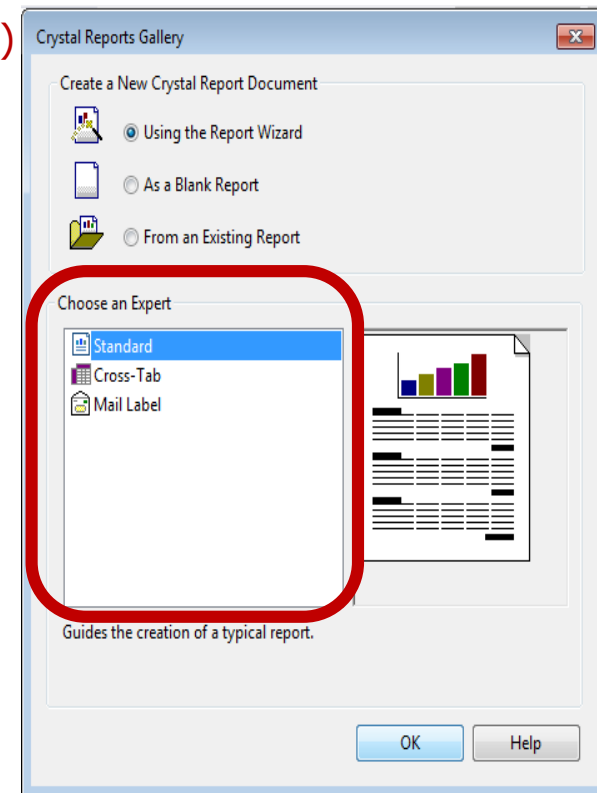 )
Crystal Reports Gallery
Create a New Crystal Report Document
Using the Report Wizard
As a Blank Report
From an Existing Report
Choose an Expert
Standard
Cross-Tab
Mail Label
Guides the creation of a typical report.
OK Help